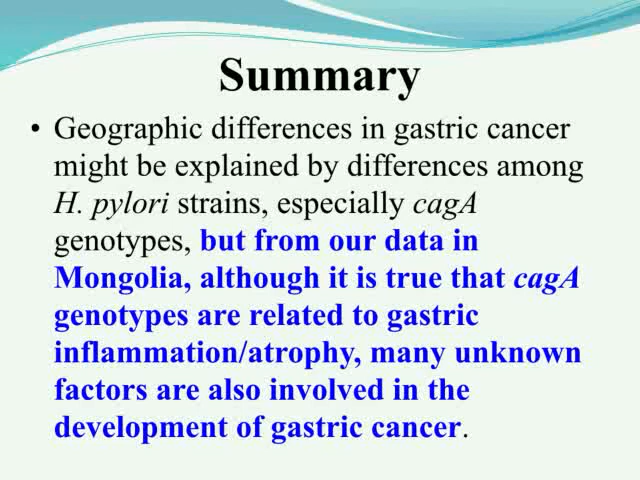 Summary
• Geographic differences in gastric cancer
might be explained by differences among
H. pylori strains, especially cagA
genotypes, but from our data in
Mongolia, although it is true that cagA
genotypes are related to gastric
inflammation/atrophy, many unknown
factors are also involved in the
development of gastric cancer.